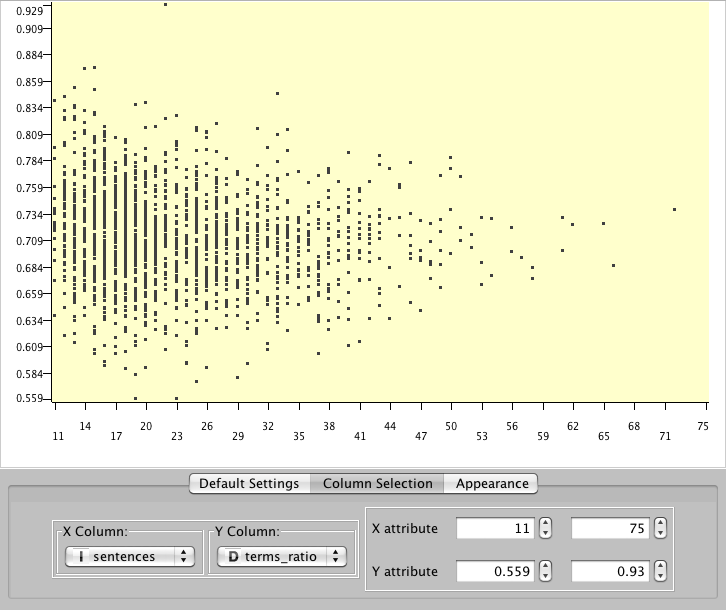 0.929
0.909
0.884
0.859
0.834
0.809
0.784
0.759
0.734
0.709
0.684
0.659
0.634
0.609
0.584
0.559
14 20 26 32 38 44 50 56 62 68 75
11 17 23 29 35 41 47 53 59 65 71
Default Settings Column Selection Appearance
X Column: Y Column:
I sentences D terms_ratio
X attribute 11 75
Y attribute 0.559 0.93